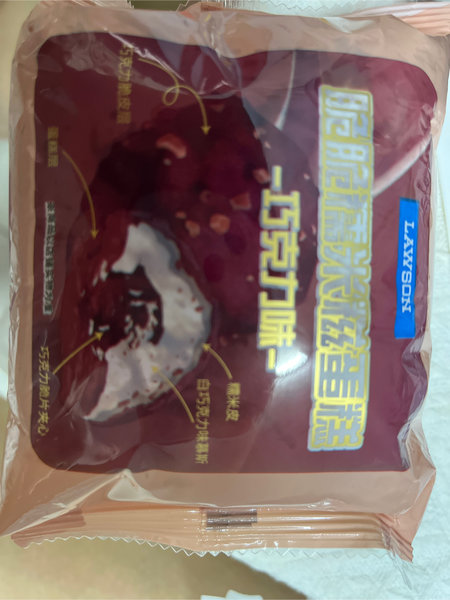 LAWSON
脆糯米糍蛋糕
-巧克力味-
巧克力脆皮层
蛋糕层
糯米皮
白巧克力味慕斯
巧克力脆片夹心